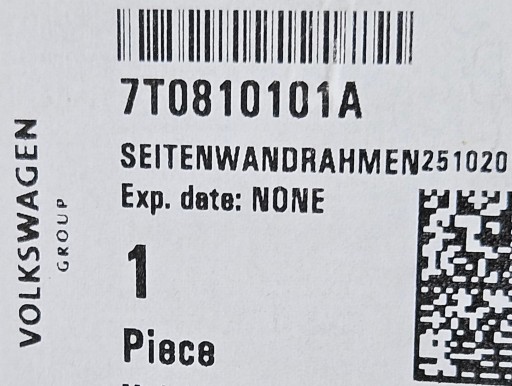 7T0810101A
SEITENWANDRAHMEN251020
Exp. date: NONE
1
Piece
VOLKSWAGEN
GROUP